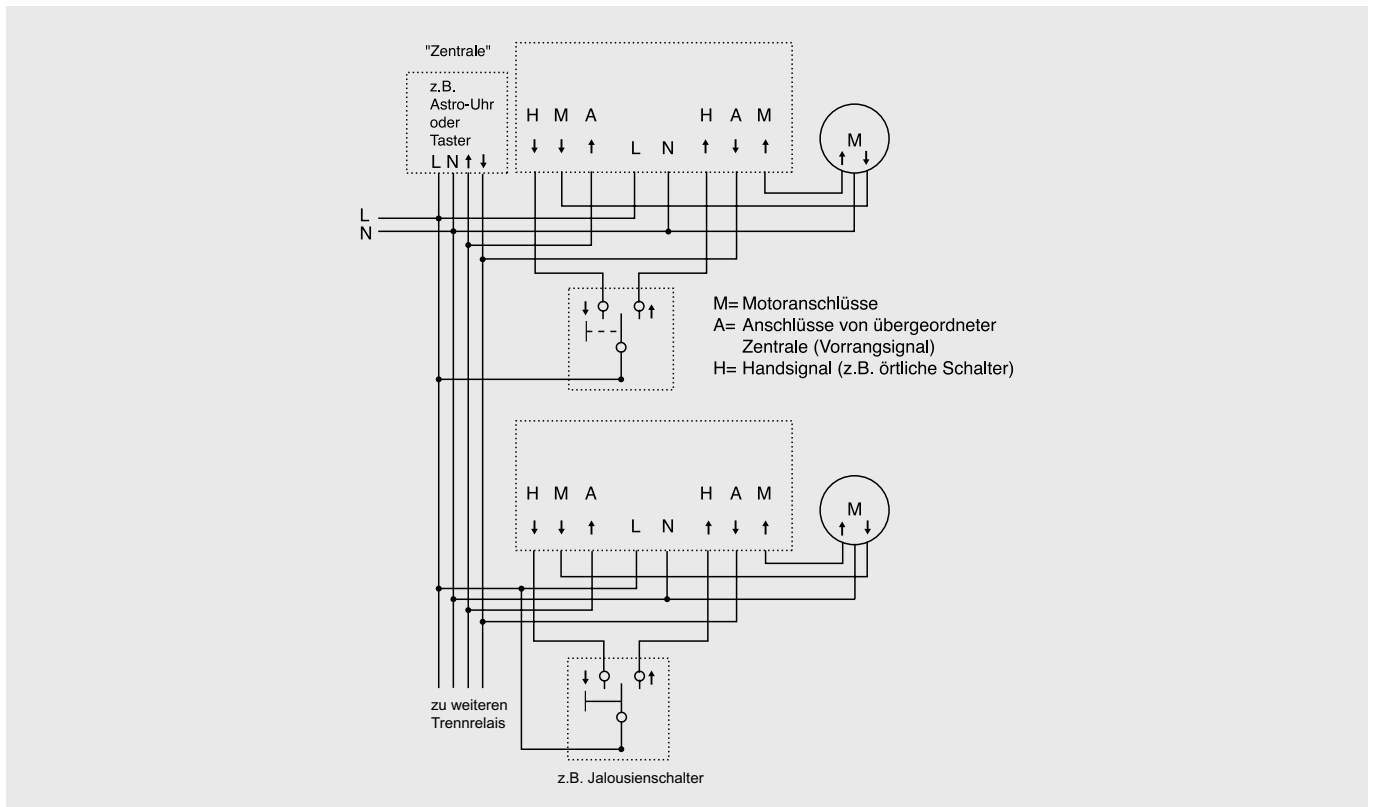 "Zentrale"
z.B.
Astro-Uhr
oder
Taster
L N ↑ ↓
H M A H A M
↓ ↓ ↑ L N ↑ ↓ ↑
M
↑ ↓
L
N
↓ ↑
M= Motoranschlüsse
A= Anschlüsse von übergeordneter
Zentrale (Vorrangsignal)
H= Handsignal (z.B. örtliche Schalter)
H M A H A M
↓ ↓ ↑ L N ↑ ↓ ↑
M
↑ ↓
↓ ↑
zu weiteren
Trennrelais
z.B. Jalousienschalter